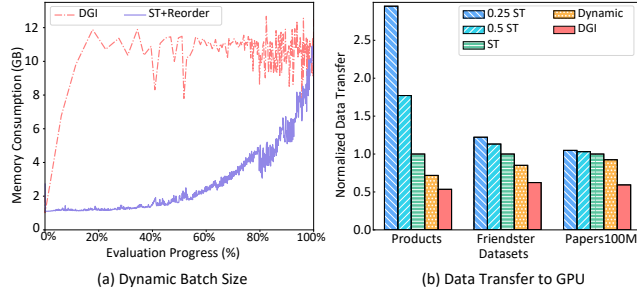 DGI
ST+Reorder
Memory Consumption (GB)
12
10
8
6
4
2
0
0%
20%
40%
60%
80%
100%
Evaluation Progress (%)
(a) Dynamic Batch Size
0.25 ST
0.5 ST
ST
Dynamic
DGI
Normalized Data Transfer
2.5
2.0
1.5
1.0
0.5
0.0
Products
Friendster
Papers100M
Datasets
(b) Data Transfer to GPU